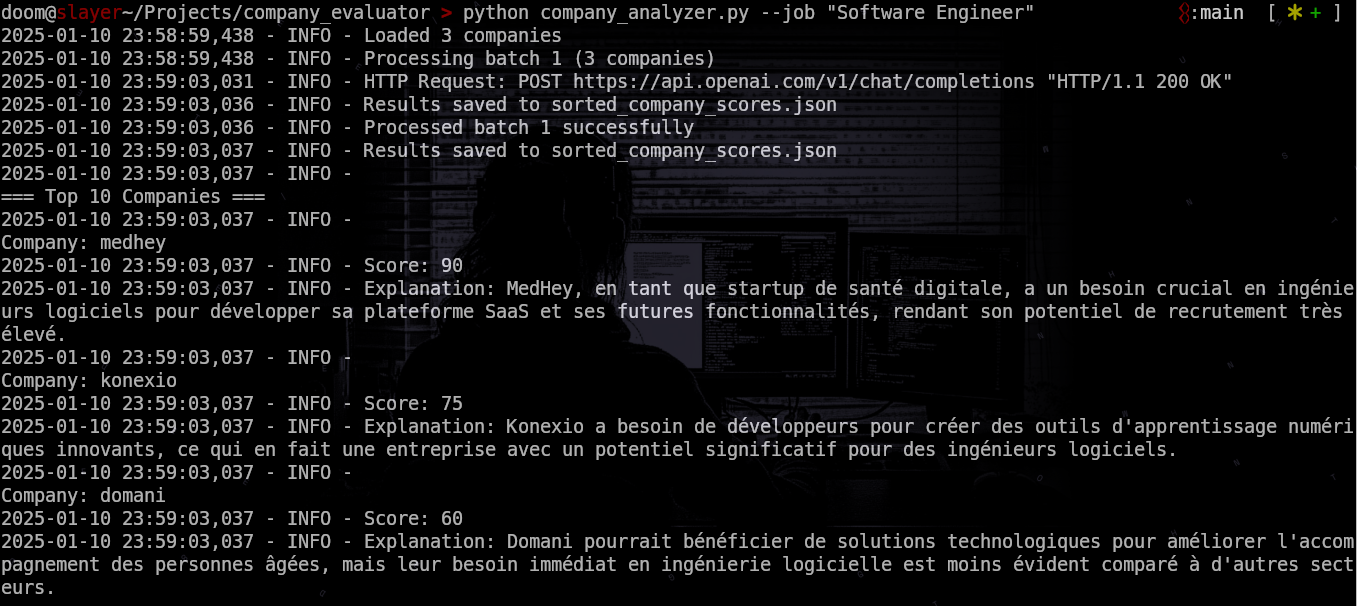 doom@slayer~/Projects/company_evaluator > python company_analyzer.py --job "Software Engineer" :main [ * + ]
2025-01-10 23:58:59,438 - INFO - Loaded 3 companies
2025-01-10 23:58:59,438 - INFO - Processing batch 1 (3 companies)
2025-01-10 23:59:03,031 - INFO - HTTP Request: POST https://api.openai.com/v1/chat/completions "HTTP/1.1 200 OK"
2025-01-10 23:59:03,036 - INFO - Results saved to sorted_company_scores.json
2025-01-10 23:59:03,036 - INFO - Processed batch 1 successfully
2025-01-10 23:59:03,037 - INFO - Results saved to sorted_company_scores.json
2025-01-10 23:59:03,037 - INFO -
=== Top 10 Companies ===
2025-01-10 23:59:03,037 - INFO -
Company: medhey
2025-01-10 23:59:03,037 - INFO - Score: 90
2025-01-10 23:59:03,037 - INFO - Explanation: MedHey, en tant que startup de santé digitale, a un besoin crucial en ingénie
urs logiciels pour développer sa plateforme SaaS et ses futures fonctionnalités, rendant son potentiel de recrutement très
élevé.
2025-01-10 23:59:03,037 - INFO -
Company: konexio
2025-01-10 23:59:03,037 - INFO - Score: 75
2025-01-10 23:59:03,037 - INFO - Explanation: Konexio a besoin de développeurs pour créer des outils d'apprentissage numéri
ques innovants, ce qui en fait une entreprise avec un potentiel significatif pour des ingénieurs logiciels.
2025-01-10 23:59:03,037 - INFO -
Company: domani
2025-01-10 23:59:03,037 - INFO - Score: 60
2025-01-10 23:59:03,037 - INFO - Explanation: Domani pourrait bénéficier de solutions technologiques pour améliorer l'accom
pagnement des personnes âgées, mais leur besoin immédiat en ingénierie logicielle est moins évident comparé à d'autres sect
eurs.